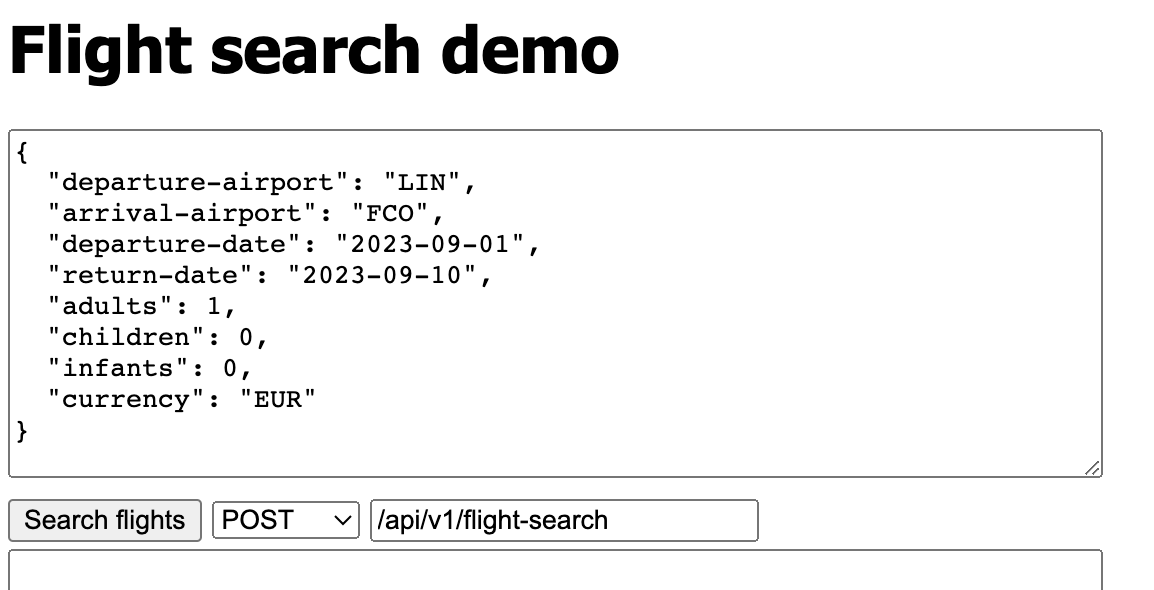 Flight search demo
{
  "departure-airport": "LIN",
  "arrival-airport": "FCO",
  "departure-date": "2023-09-01",
  "return-date": "2023-09-10",
  "adults": 1,
  "children": 0,
  "infants": 0,
  "currency": "EUR"
}
Search flights POST /api/v1/flight-search